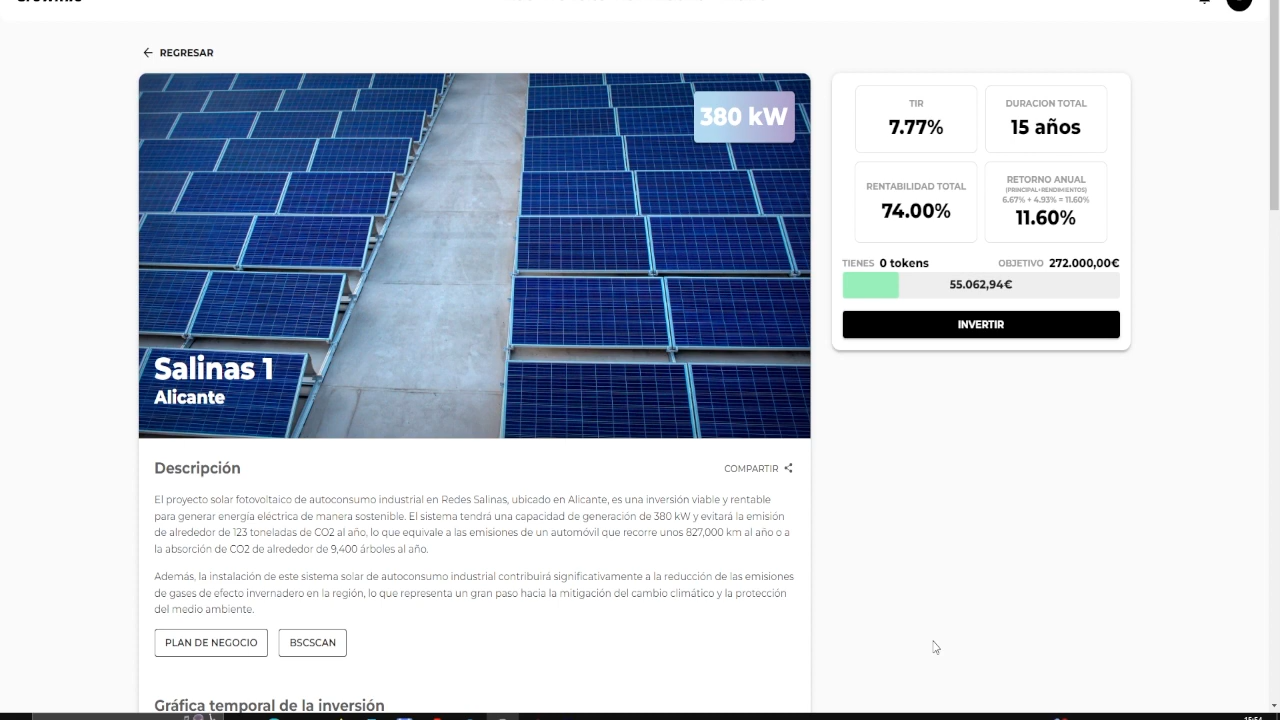 REGRESAR
380 kW
Salinas 1
Alicante
TIR
7.77%
DURACION TOTAL
15 años
RENTABILIDAD TOTAL
74.00%
RETORNO ANUAL
(PRINCIPAL+RENDIMIENTOS)
6.67% + 4.93% = 11.60%
11.60%
TIENES 0 tokens
OBJETIVO 272.000,00€
55.062,94€
INVERTIR
Descripción
COMPARTIR
El proyecto solar fotovoltaico de autoconsumo industrial en Redes Salinas, ubicado en Alicante, es una inversión viable y rentable
para generar energía eléctrica de manera sostenible. El sistema tendrá una capacidad de generación de 380 kW y evitará la emisión
de alrededor de 123 toneladas de CO2 al año, lo que equivale a las emisiones de un automóvil que recorre unos 827,000 km al año o a
la absorción de CO2 de alrededor de 9,400 árboles al año.
Además, la instalación de este sistema solar de autoconsumo industrial contribuirá significativamente a la reducción de las emisiones
de gases de efecto invernadero en la región, lo que representa un gran paso hacia la mitigación del cambio climático y la protección
del medio ambiente.
PLAN DE NEGOCIO
BSCSCAN
Gráfica temporal de la inversión